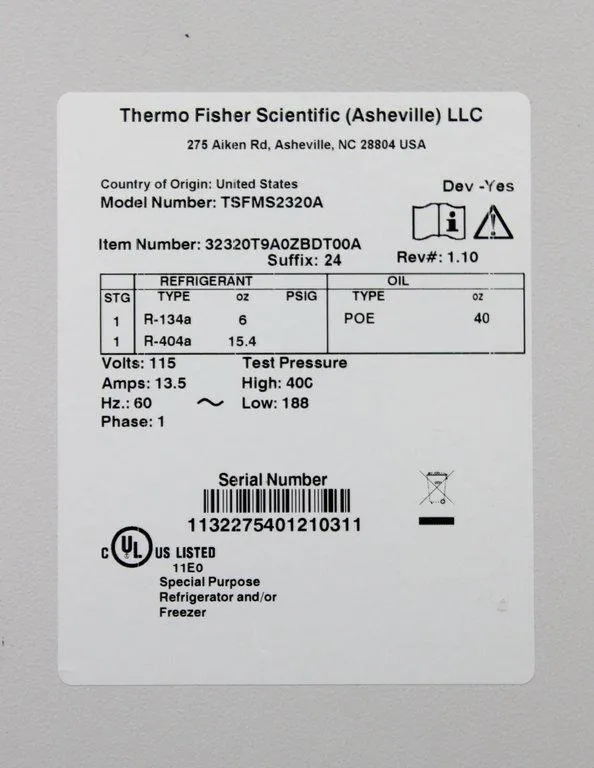 Thermo Fisher Scientific (Asheville) LLC
275 Aiken Rd, Asheville, NC 28804 USA
Country of Origin: United States
Dev -Yes
Model Number: TSFMS2320A
Item Number: 32320T9A0ZBDT00A
Suffix: 24
Rev#: 1.10
REFRIGERANT OIL
STG TYPE oz PSIG TYPE oz
1 R-134a 6 POE 40
1 R-404a 15.4
Volts: 115 Test Pressure
Amps: 13.5 High: 400
Hz.: 60 ~ Low: 188
Phase: 1
Serial Number
1132275401210311
C UL US LISTED
11E0
Special Purpose
Refrigerator and/or
Freezer